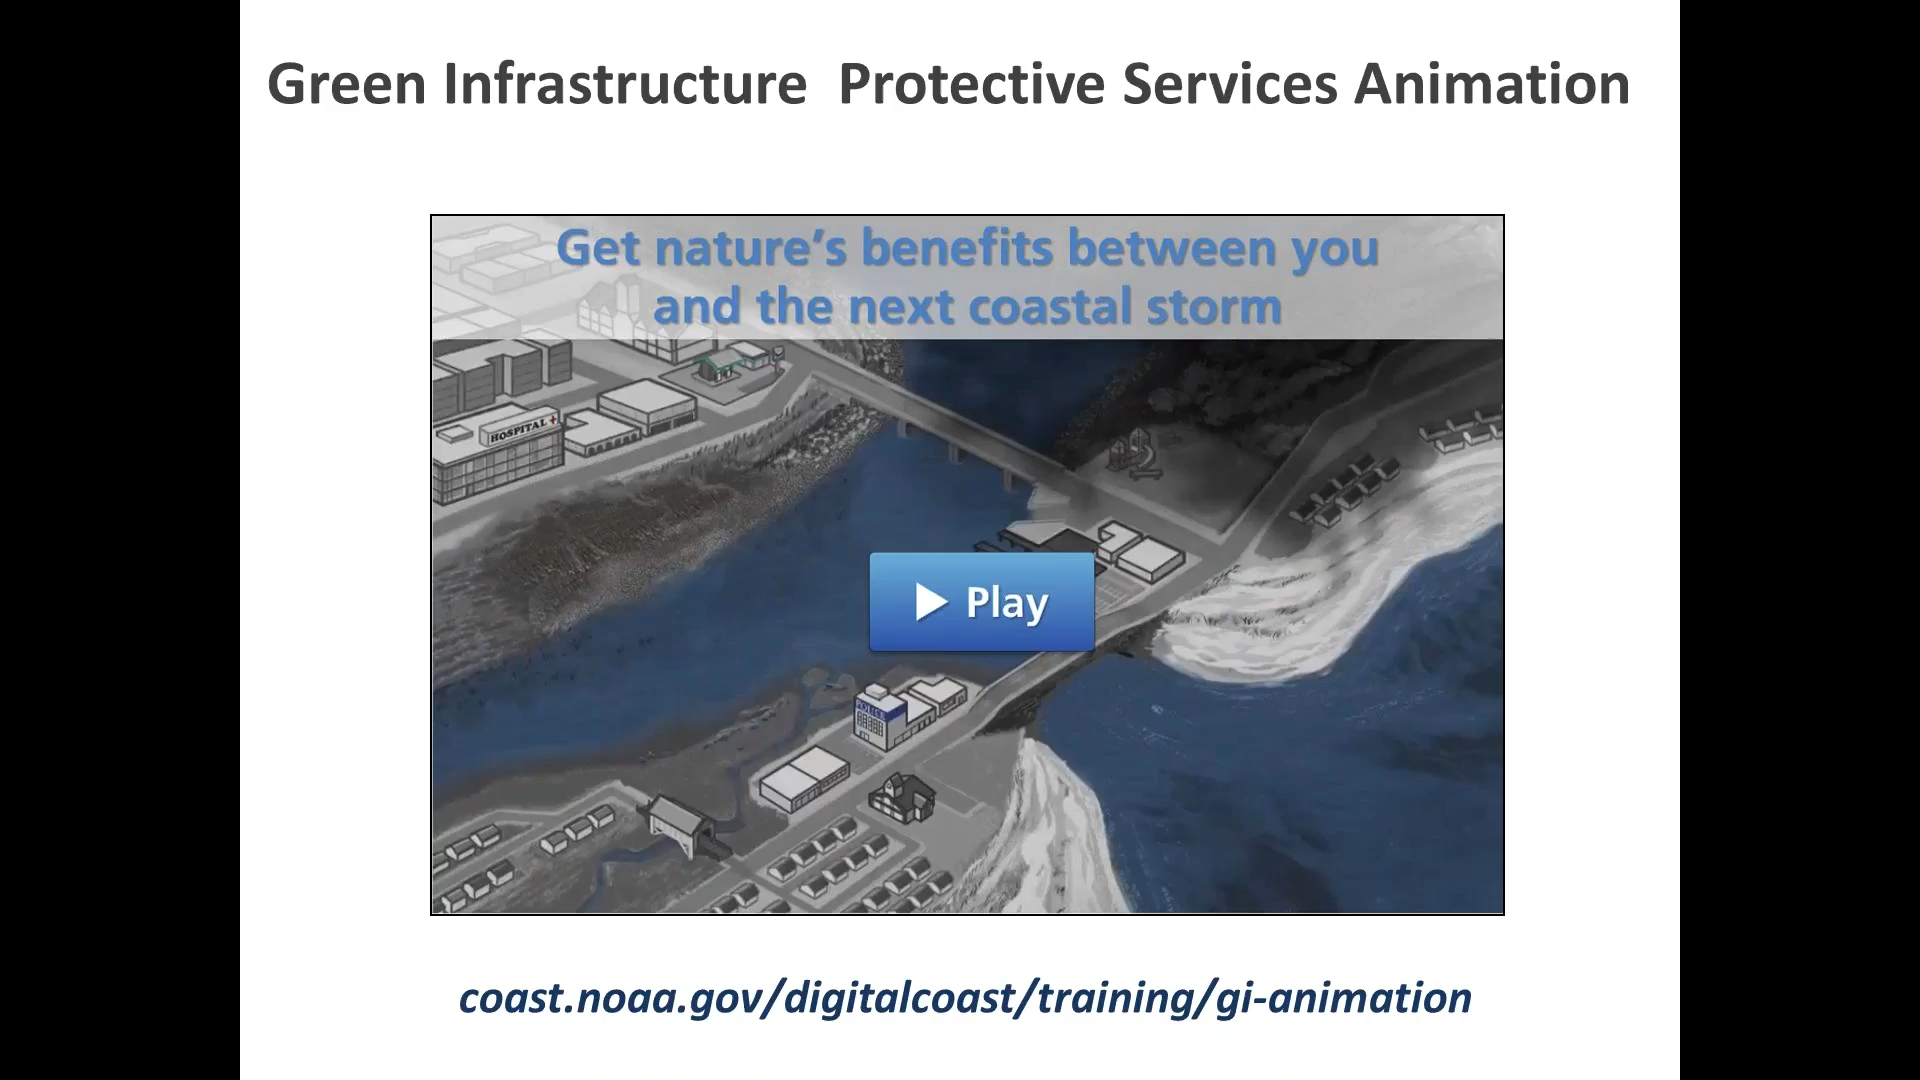 Green Infrastructure  Protective Services Animation
Get nature’s benefits between you
and the next coastal storm
HOSPITAL
Play
POLICE
coast.noaa.gov/digitalcoast/training/gi-animation